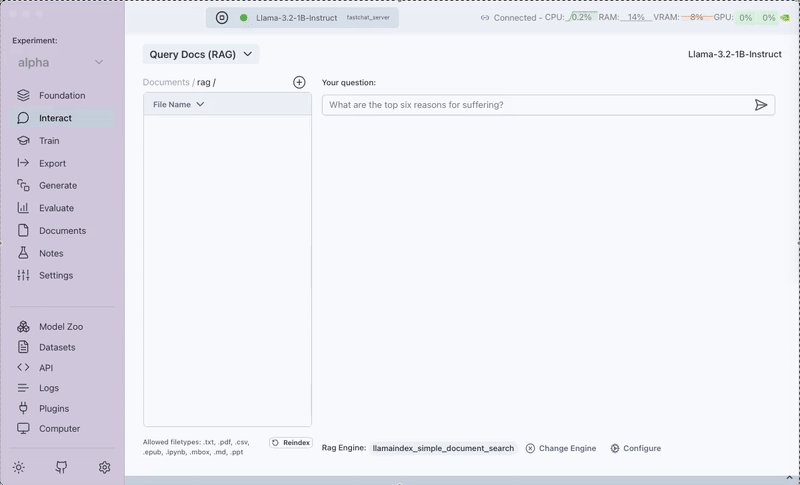 Llama-3.2-1B-Instruct fastchat_server
Connected - CPU: 0.2% RAM: 14% VRAM: 8% GPU: 0% 0%
Experiment:
alpha
Foundation
Interact
Train
Export
Generate
Evaluate
Documents
Notes
Settings
Model Zoo
Datasets
API
Logs
Plugins
Computer
Query Docs (RAG)
Llama-3.2-1B-Instruct
Documents / rag /
File Name
Allowed filetypes: .txt, .pdf, .csv,
.epub, .ipynb, .mbox, .md, .ppt
Reindex
Your question:
What are the top six reasons for suffering?
Rag Engine: llamaindex_simple_document_search Change Engine Configure